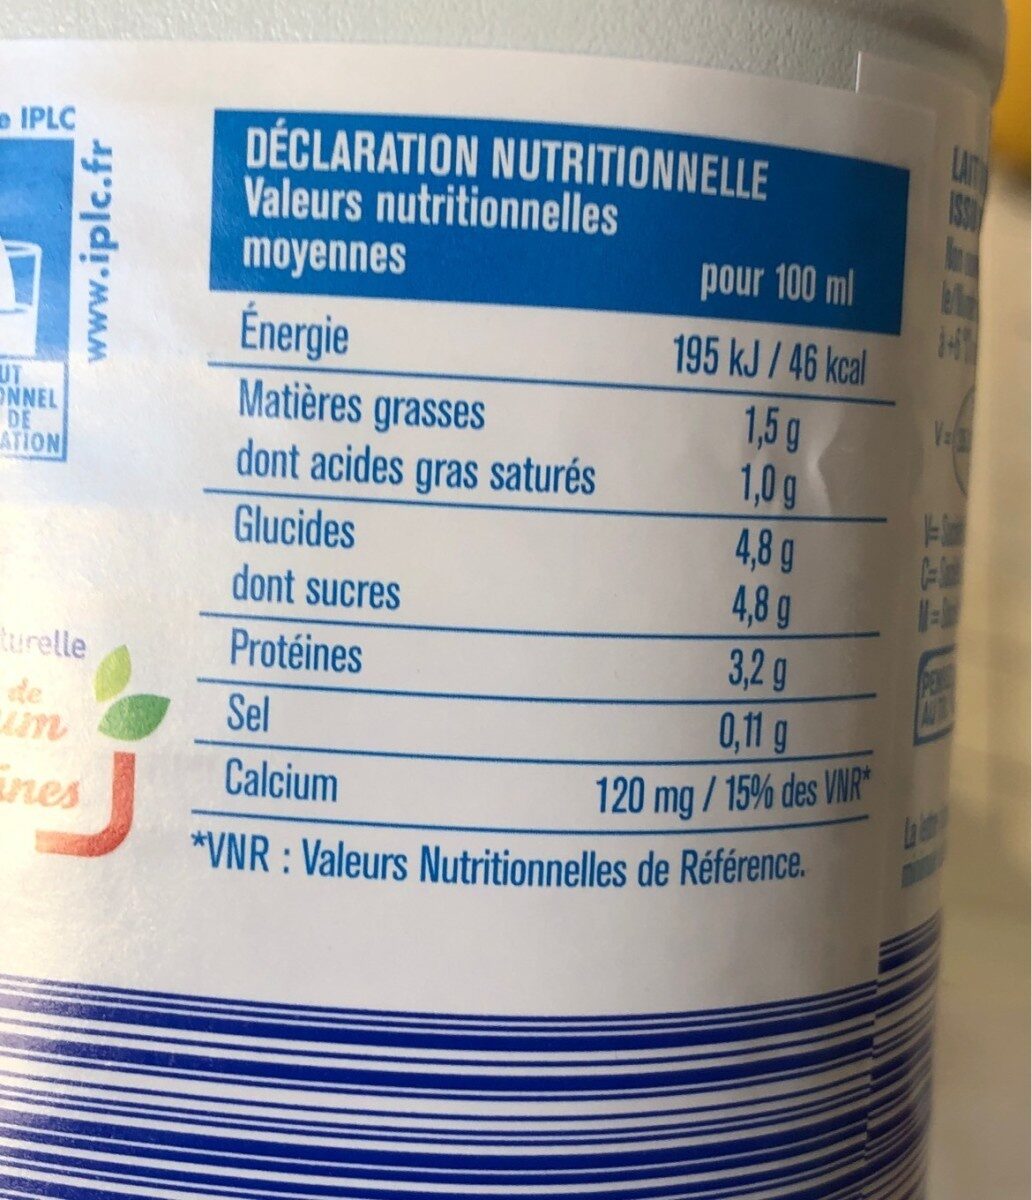 IPLC
www.iplc.fr
DE
DÉCLARATION NUTRITIONNELLE
Valeurs nutritionnelles
moyennes
pour 100 ml
Énergie
195 kJ / 46 kcal
Matières grasses
1,5 g
dont acides gras saturés
1,0 g
Glucides
4,8 g
dont sucres
4,8 g
Protéines
3,2 g
Sel
0,11 g
Calcium
120 mg / 15% des VNR*
*VNR : Valeurs Nutritionnelles de Référence.
de